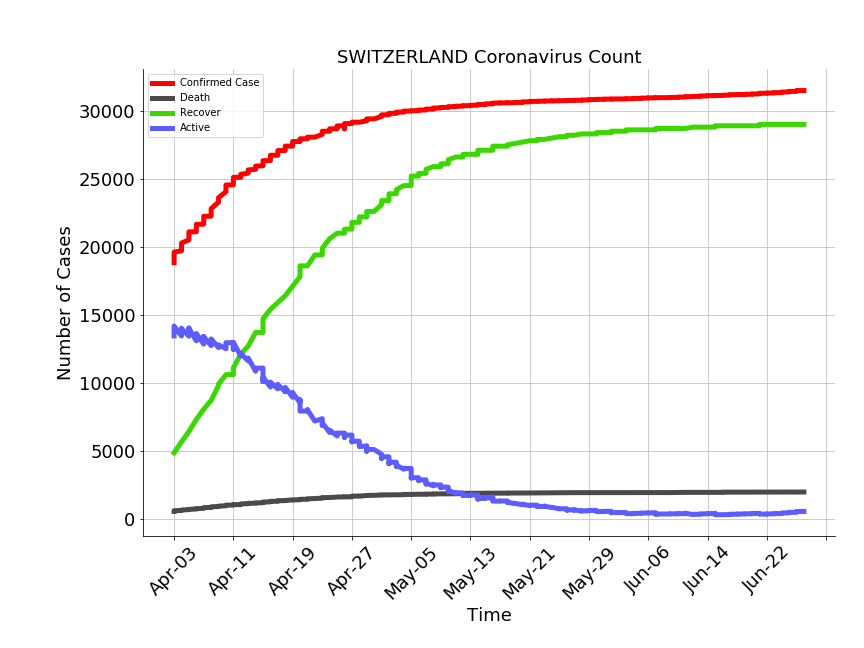 SWITZERLAND Coronavirus Count
Confirmed Case
Death
Recover
Active
Number of Cases
30000
25000
20000
15000
10000
5000
0
Apr-03
Apr-11
Apr-19
Apr-27
May-05
May-13
May-21
May-29
Jun-06
Jun-14
Jun-22
Time